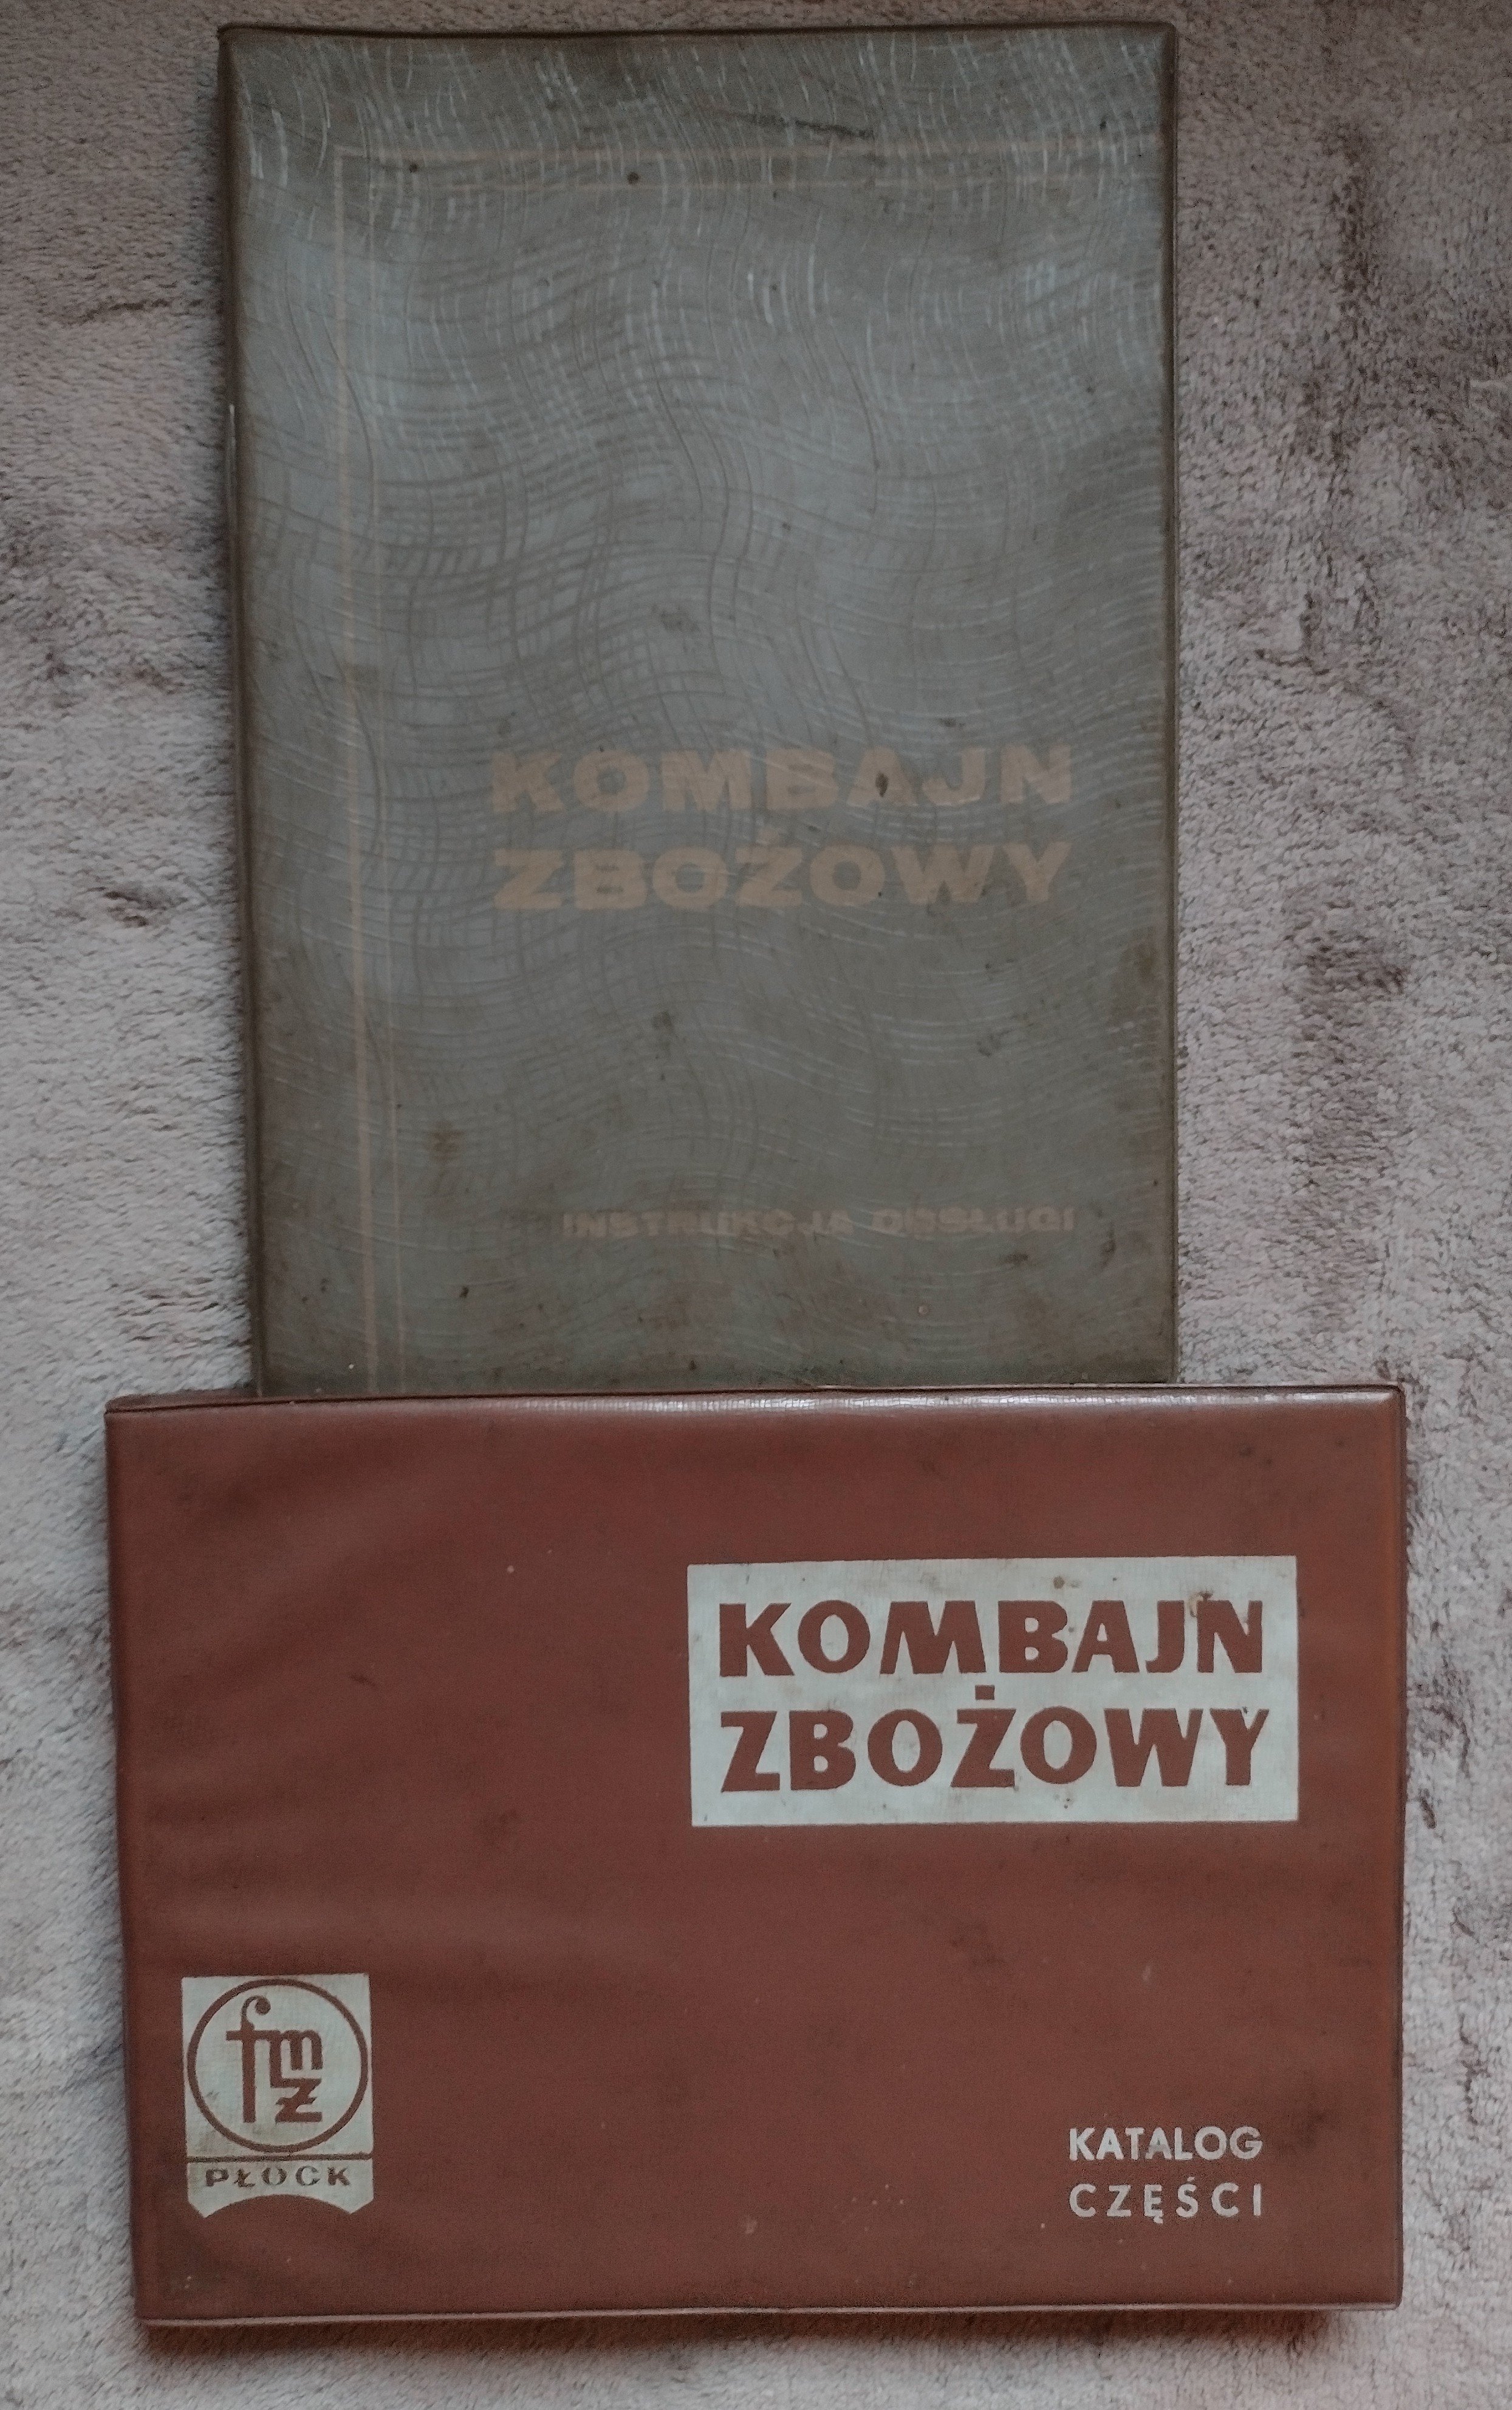 KOMBAJN
ZBOŻOWY
INSTRUKCJA OBSŁUGI
KOMBAJN
ZBOŻOWY
fmż
PŁOCK
KATALOG
CZĘŚCI